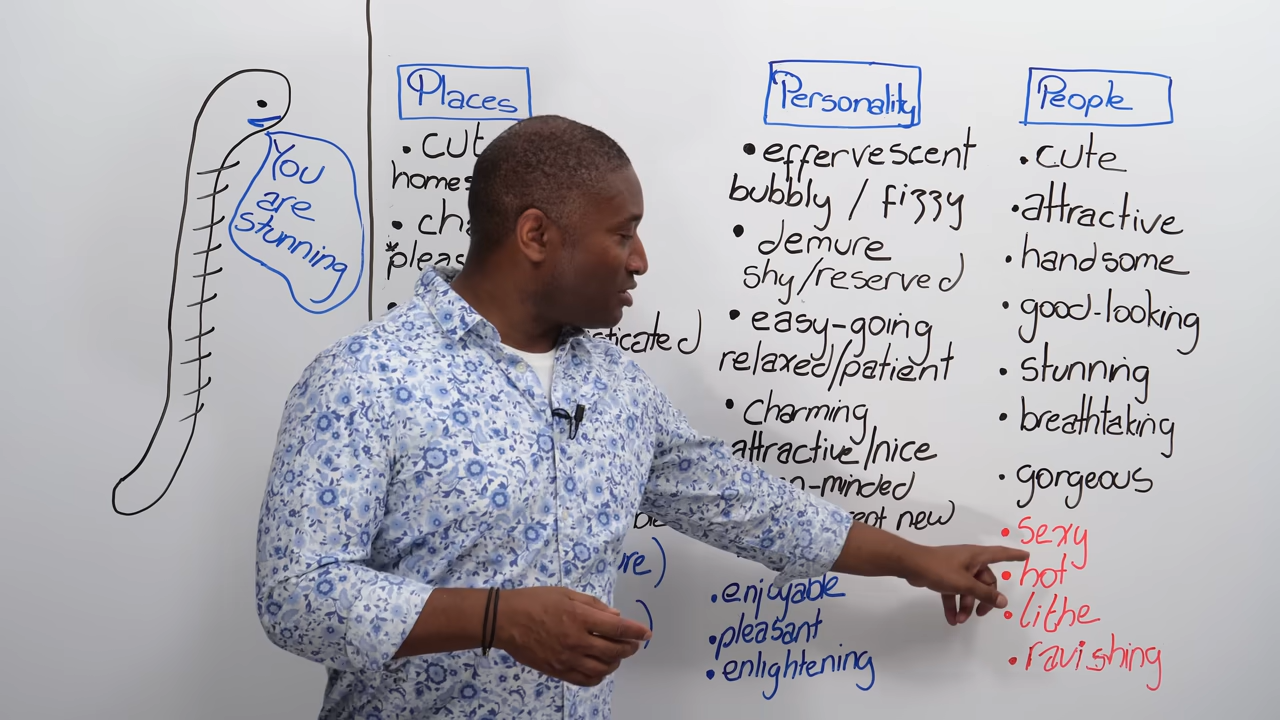 You
are
stunning
Places
• cut
homes
• cha
*pleas
sticated
ure)
)
Personality
• effervescent
bubbly / fizzy
• demure
shy/reserved
• easy-going
relaxed/patient
• Charming
attractive/nice
n-minded
ept new
• enjoyable
• pleasant
• enlightening
People
• cute
• attractive
• handsome
• good-looking
• stunning
• breathtaking
• gorgeous
• sexy
• hot
• lithe
• ravishing